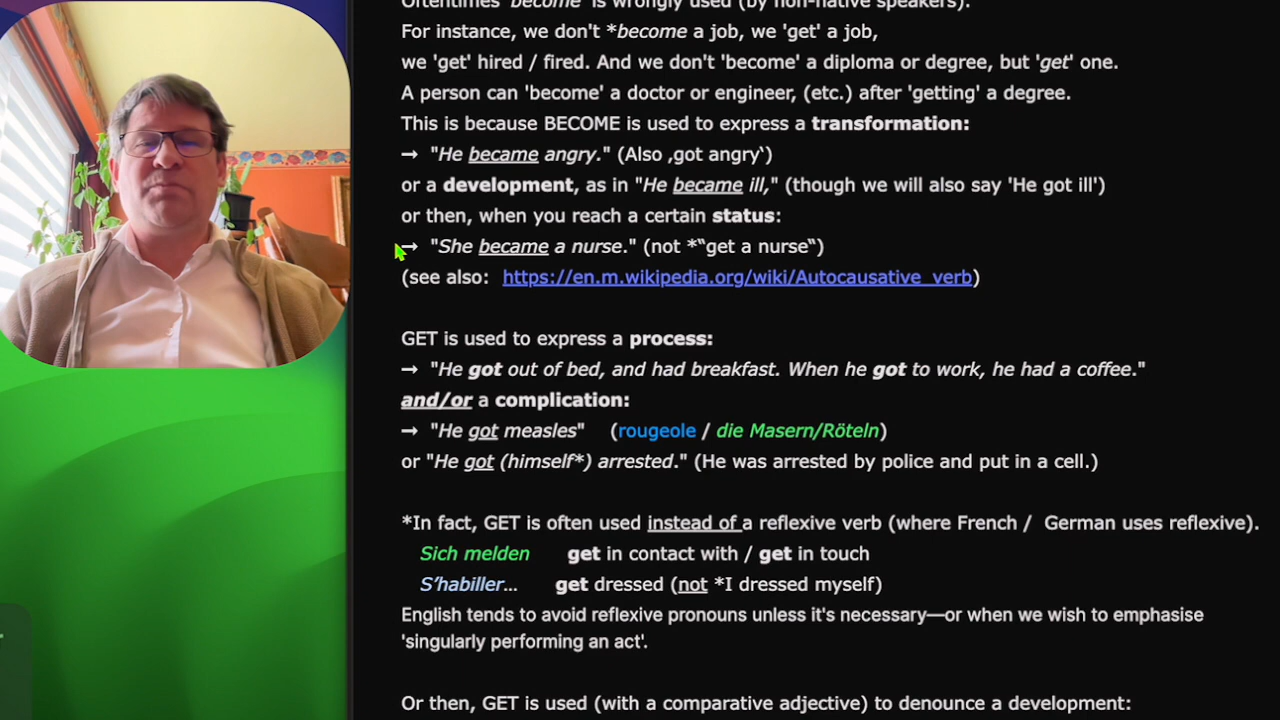 Oftentimes 'become' is wrongly used (by non-native speakers).
For instance, we don't *become a job, we 'get' a job,
we 'get' hired / fired. And we don't 'become' a diploma or degree, but 'get' one.
A person can 'become' a doctor or engineer, (etc.) after 'getting' a degree.
This is because BECOME is used to express a transformation:
→ "He became angry." (Also ‚got angry‘)
or a development, as in "He became ill," (though we will also say 'He got ill')
or then, when you reach a certain status:
→ "She became a nurse." (not *“get a nurse“)
(see also: https://en.m.wikipedia.org/wiki/Autocausative_verb)
GET is used to express a process:
→ "He got out of bed, and had breakfast. When he got to work, he had a coffee."
and/or a complication:
→ "He got measles" (rougeole / die Masern/Röteln)
or "He got (himself*) arrested." (He was arrested by police and put in a cell.)
*In fact, GET is often used instead of a reflexive verb (where French / German uses reflexive).
Sich melden get in contact with / get in touch
S’habiller... get dressed (not *I dressed myself)
English tends to avoid reflexive pronouns unless it's necessary—or when we wish to emphasise
'singularly performing an act'.
Or then, GET is used (with a comparative adjective) to denounce a development: